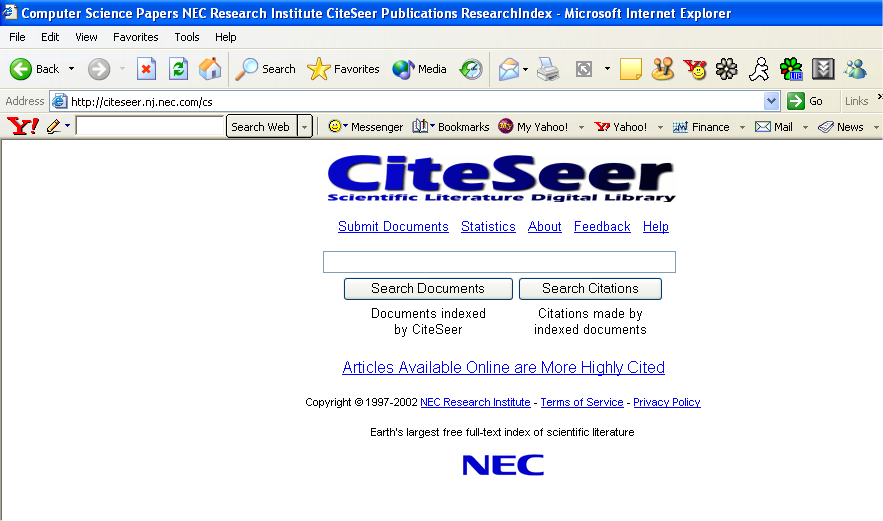 Computer Science Papers NEC Research Institute CiteSeer Publications ResearchIndex - Microsoft Internet Explorer
File Edit View Favorites Tools Help
Back Search Favorites Media
Address http://citeseer.nj.nec.com/cs Go Links »
Y! Search Web Messenger Bookmarks My Yahoo! Y! Yahoo! Finance Mail News
CiteSeer
Scientific Literature Digital Library
Submit Documents Statistics About Feedback Help
Search Documents Search Citations
Documents indexed Citations made by
by CiteSeer indexed documents
Articles Available Online are More Highly Cited
Copyright © 1997-2002 NEC Research Institute - Terms of Service - Privacy Policy
Earth's largest free full-text index of scientific literature
NEC